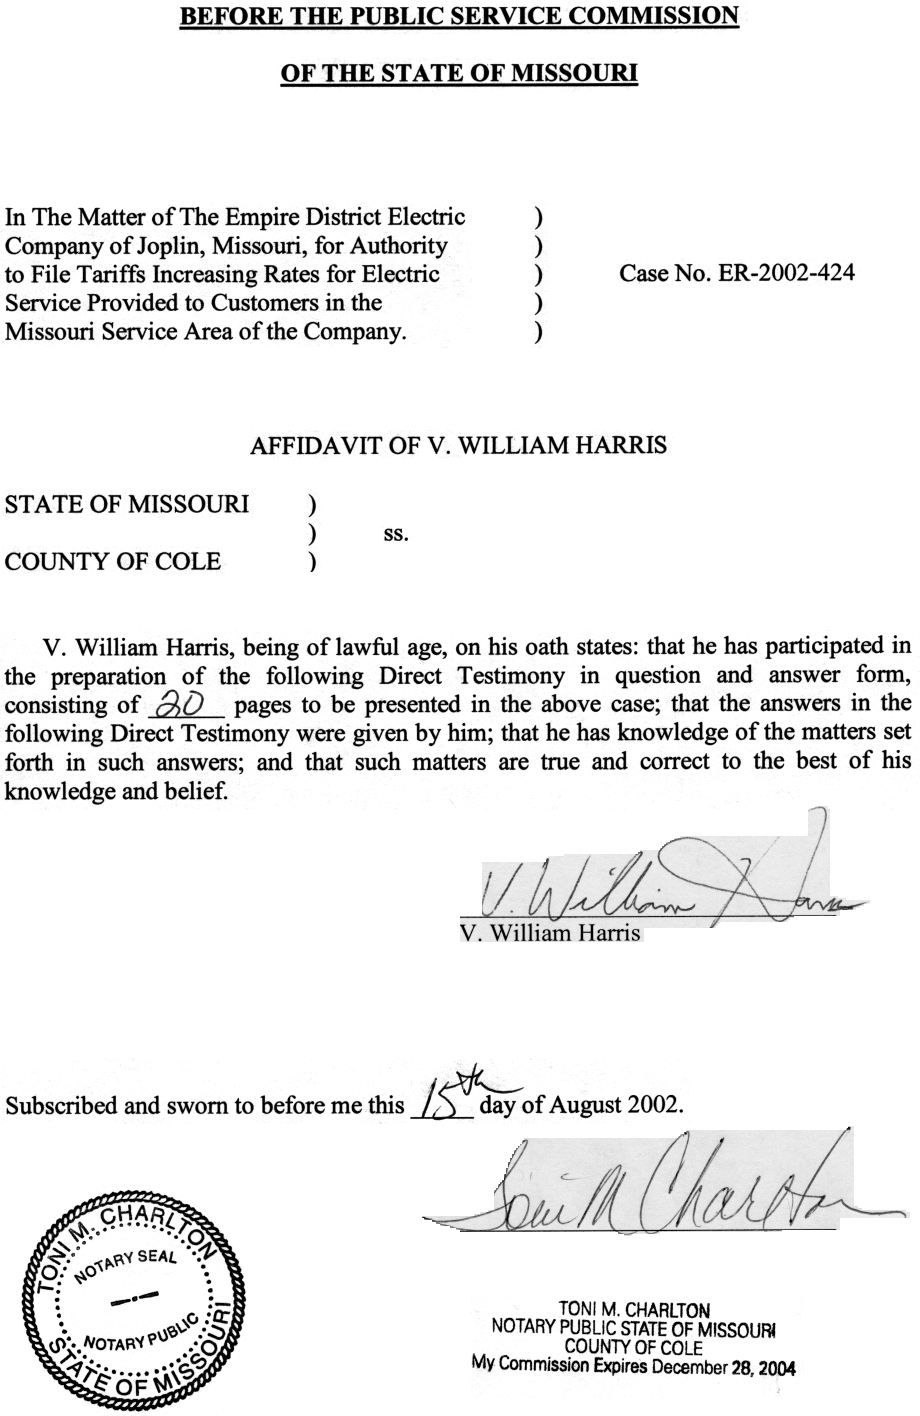 BEFORE THE PUBLIC SERVICE COMMISSION
OF THE STATE OF MISSOURI
In The Matter of The Empire District Electric )
Company of Joplin, Missouri, for Authority )
to File Tariffs Increasing Rates for Electric ) Case No. ER-2002-424
Service Provided to Customers in the )
Missouri Service Area of the Company. )
AFFIDAVIT OF V. WILLIAM HARRIS
STATE OF MISSOURI )
) ss.
COUNTY OF COLE )
V. William Harris, being of lawful age, on his oath states: that he has participated in
the preparation of the following Direct Testimony in question and answer form,
consisting of 20 pages to be presented in the above case; that the answers in the
following Direct Testimony were given by him; that he has knowledge of the matters set
forth in such answers; and that such matters are true and correct to the best of his
knowledge and belief.
V. William Harris
V. William Harris
Subscribed and sworn to before me this 15th day of August 2002.
Toni M Charlton
TONI M. CHARLTON
NOTARY SEAL
NOTARY PUBLIC
STATE OF MISSOURI
TONI M. CHARLTON
NOTARY PUBLIC STATE OF MISSOURI
COUNTY OF COLE
My Commission Expires December 28, 2004